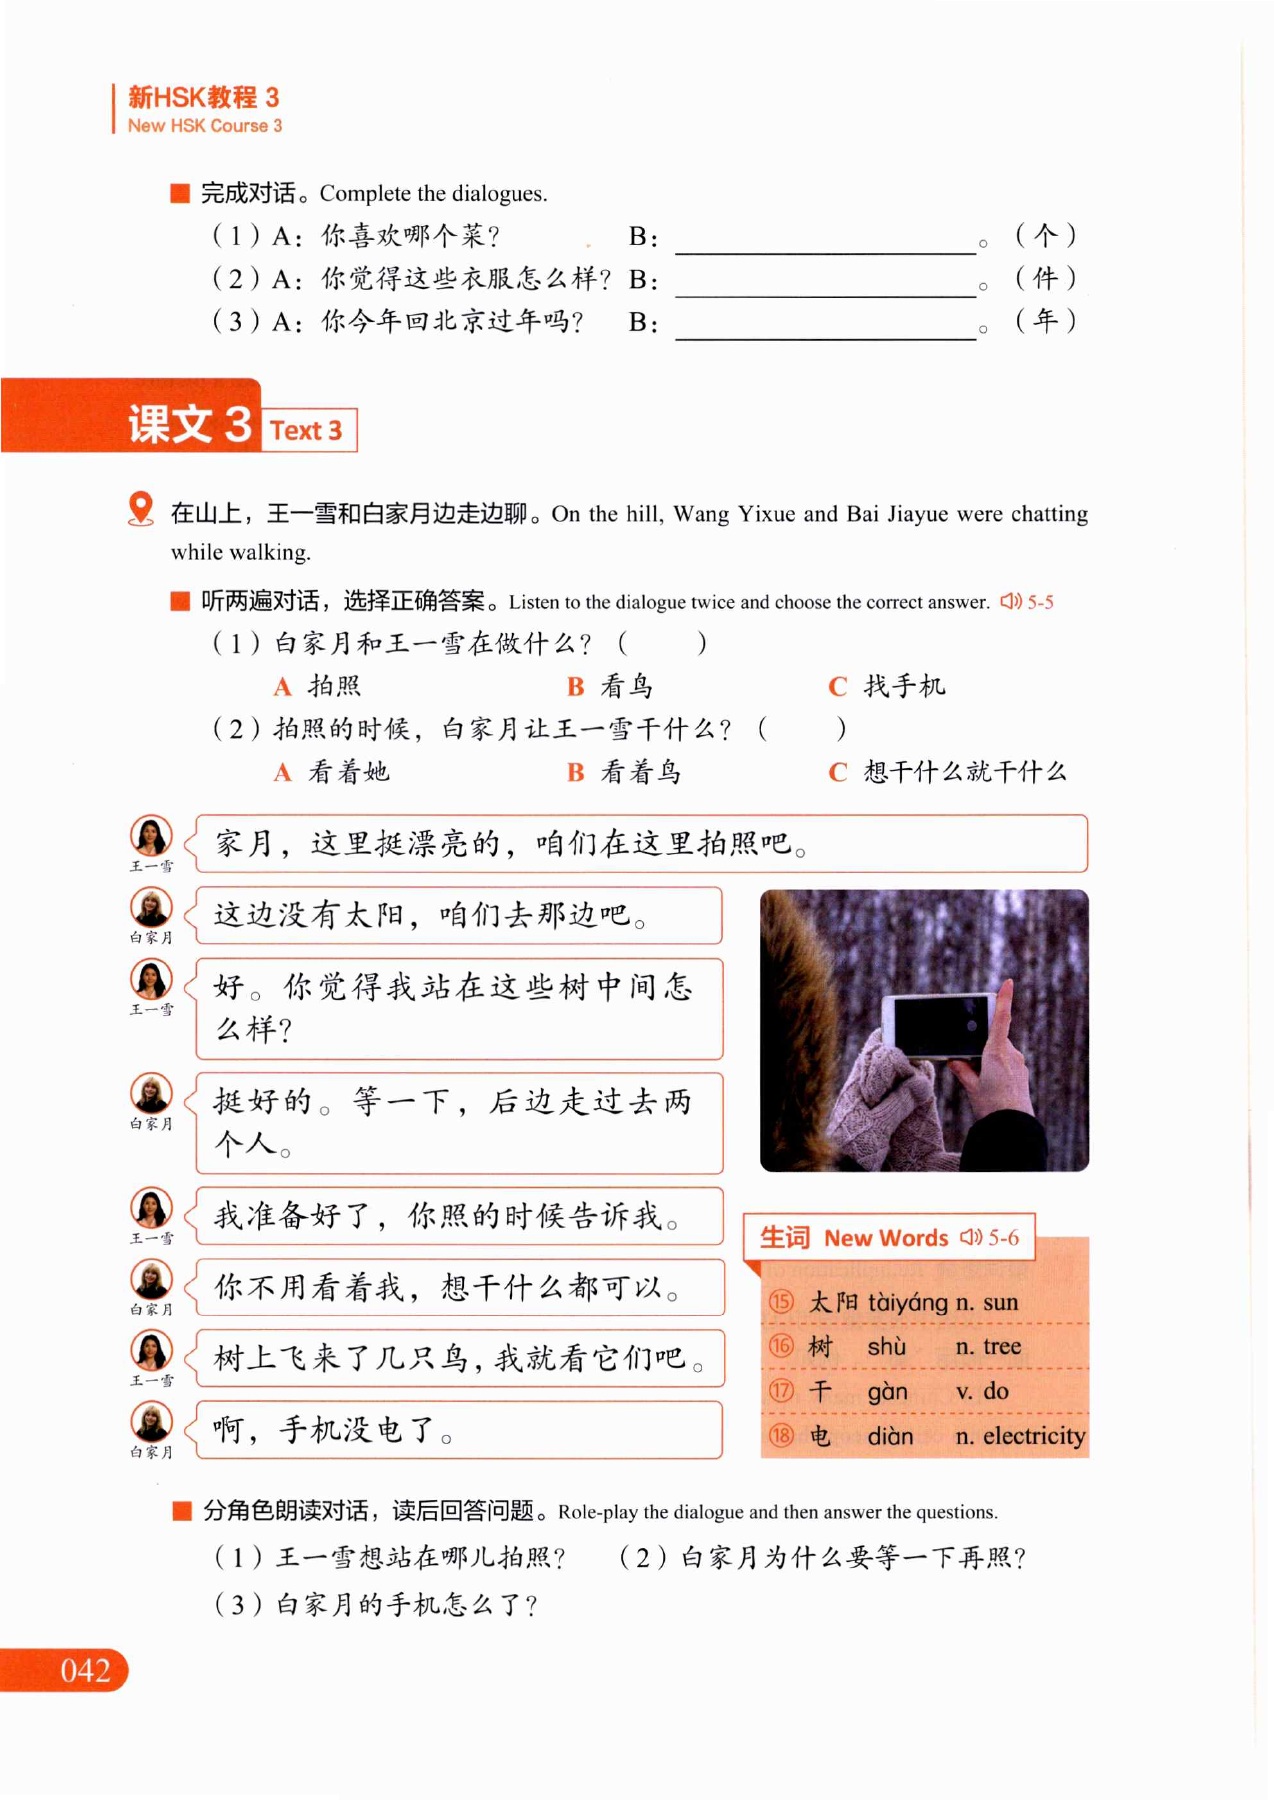 新HSK教程 3
New HSK Course 3
完成对话。Complete the dialogues.
（1）A：你喜欢哪个菜？ B：____________。（个）
（2）A：你觉得这些衣服怎么样？B：____________。（件）
（3）A：你今年回北京过年吗？ B：____________。（年）
课文 3 Text 3
在山上，王一雪和白家月边走边聊。On the hill, Wang Yixue and Bai Jiayue were chatting
while walking.
听两遍对话，选择正确答案。Listen to the dialogue twice and choose the correct answer. 5-5
（1）白家月和王一雪在做什么？（　　）
A 拍照 B 看鸟 C 找手机
（2）拍照的时候，白家月让王一雪干什么？（　　）
A 看着她 B 看着鸟 C 想干什么就干什么
王一雪 家月，这里挺漂亮的，咱们在这里拍照吧。
白家月 这边没有太阳，咱们去那边吧。
王一雪 好。你觉得我站在这些树中间怎
么样？
白家月 挺好的。等一下，后边走过去两
个人。
王一雪 我准备好了，你照的时候告诉我。
白家月 你不用看着我，想干什么都可以。
王一雪 树上飞来了几只鸟，我就看它们吧。
白家月 啊，手机没电了。
生词 New Words 5-6
⑮ 太阳 tàiyáng n. sun
⑯ 树 shù n. tree
⑰ 干 gàn v. do
⑱ 电 diàn n. electricity
分角色朗读对话，读后回答问题。Role-play the dialogue and then answer the questions.
（1）王一雪想站在哪儿拍照？ （2）白家月为什么要等一下再照？
（3）白家月的手机怎么了？
042